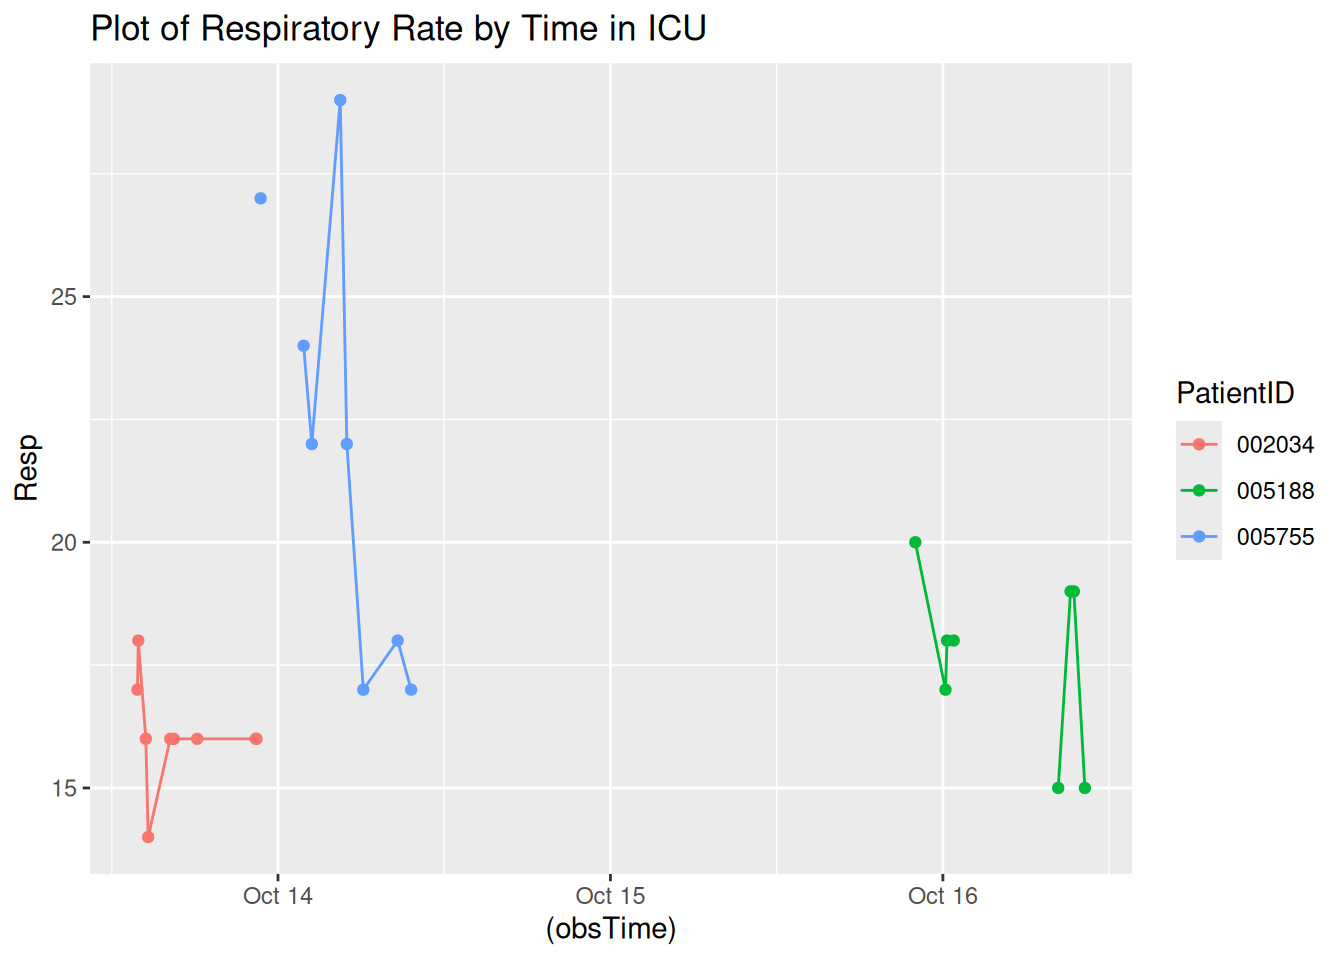 Plot of Respiratory Rate by Time in ICU
Resp
25
20
15
Oct 14
Oct 15
Oct 16
(obsTime)
PatientID
002034
005188
005755